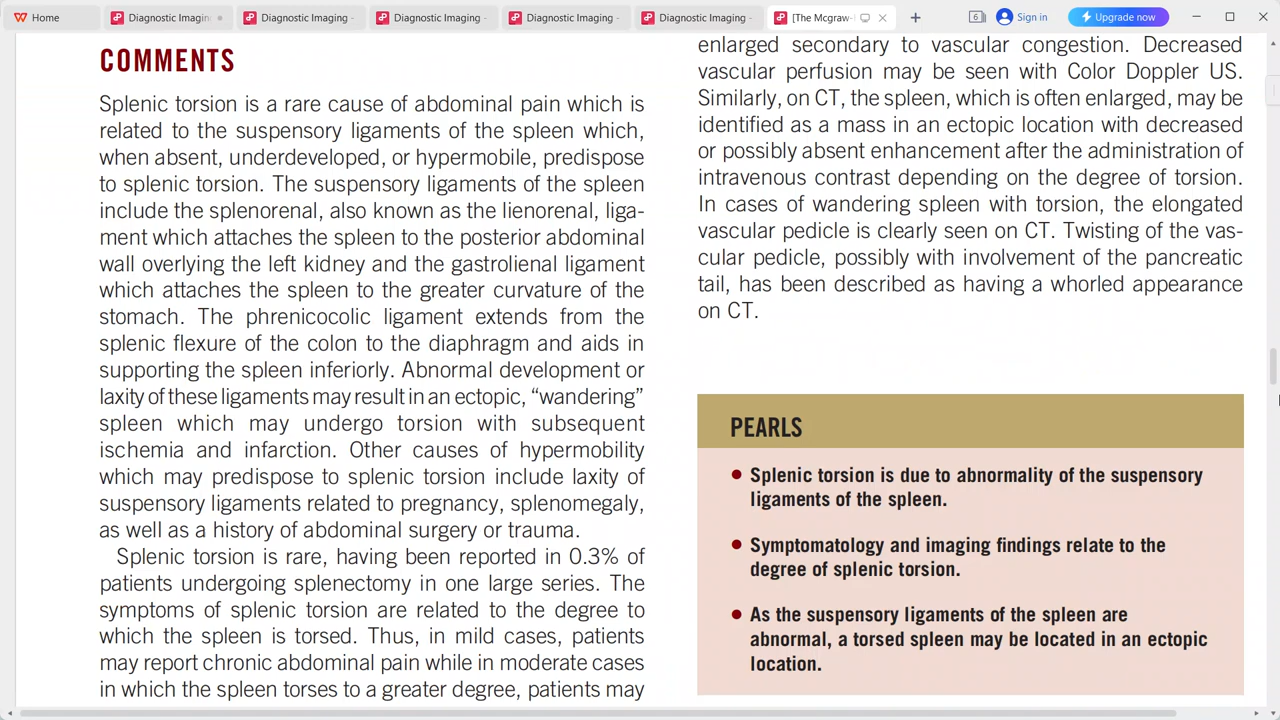 Home
Diagnostic Imagin
Diagnostic Imaging -
Diagnostic Imaging -
Diagnostic Imaging -
Diagnostic Imaging -
[The Mcgraw-
6
Sign in
Upgrade now
COMMENTS
Splenic torsion is a rare cause of abdominal pain which is
related to the suspensory ligaments of the spleen which,
when absent, underdeveloped, or hypermobile, predispose
to splenic torsion. The suspensory ligaments of the spleen
include the splenorenal, also known as the lienorenal, liga-
ment which attaches the spleen to the posterior abdominal
wall overlying the left kidney and the gastrolienal ligament
which attaches the spleen to the greater curvature of the
stomach. The phrenicocolic ligament extends from the
splenic flexure of the colon to the diaphragm and aids in
supporting the spleen inferiorly. Abnormal development or
laxity of these ligaments may result in an ectopic, “wandering”
spleen which may undergo torsion with subsequent
ischemia and infarction. Other causes of hypermobility
which may predispose to splenic torsion include laxity of
suspensory ligaments related to pregnancy, splenomegaly,
as well as a history of abdominal surgery or trauma.
Splenic torsion is rare, having been reported in 0.3% of
patients undergoing splenectomy in one large series. The
symptoms of splenic torsion are related to the degree to
which the spleen is torsed. Thus, in mild cases, patients
may report chronic abdominal pain while in moderate cases
in which the spleen torses to a greater degree, patients may
enlarged secondary to vascular congestion. Decreased
vascular perfusion may be seen with Color Doppler US.
Similarly, on CT, the spleen, which is often enlarged, may be
identified as a mass in an ectopic location with decreased
or possibly absent enhancement after the administration of
intravenous contrast depending on the degree of torsion.
In cases of wandering spleen with torsion, the elongated
vascular pedicle is clearly seen on CT. Twisting of the vas-
cular pedicle, possibly with involvement of the pancreatic
tail, has been described as having a whorled appearance
on CT.
PEARLS
• Splenic torsion is due to abnormality of the suspensory
ligaments of the spleen.
• Symptomatology and imaging findings relate to the
degree of splenic torsion.
• As the suspensory ligaments of the spleen are
abnormal, a torsed spleen may be located in an ectopic
location.